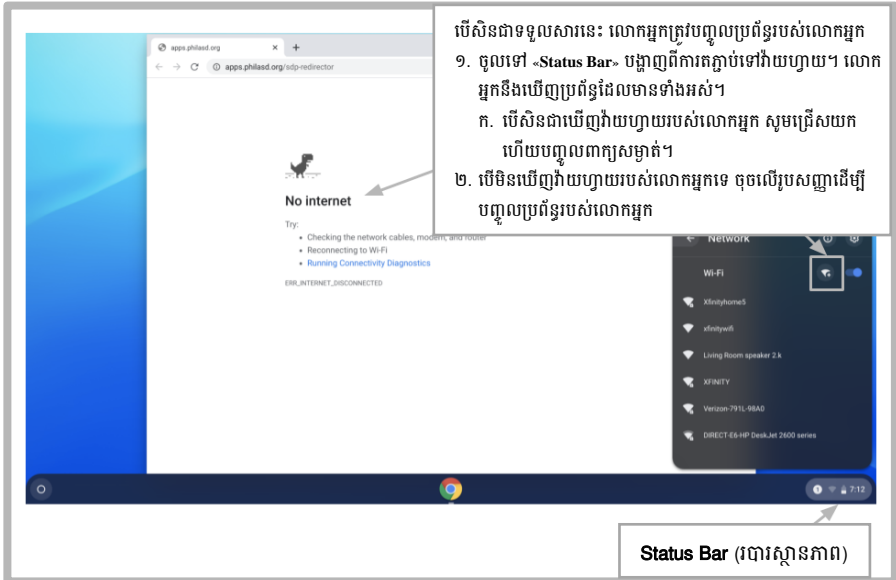 បើសិនជាទទួលសារនេះ លោកអ្នកត្រូវបញ្ចូលប្រព័ន្ធរបស់លោកអ្នក
១. ចូលទៅ «Status Bar» បង្ហាញពីការតភ្ជាប់ទៅវ៉ាយហ្វាយ។ លោក
អ្នកនឹងឃើញប្រព័ន្ធដែលមានទាំងអស់។
ក. បើសិនជាឃើញវ៉ាយហ្វាយរបស់លោកអ្នក សូមជ្រើសយក
ហើយបញ្ចូលពាក្យសម្ងាត់។
២. បើមិនឃើញវ៉ាយហ្វាយរបស់លោកអ្នកទេ ចុចលើរូបសញ្ញាដើម្បី
បញ្ចូលប្រព័ន្ធរបស់លោកអ្នក
apps.philasd.org
apps.philasd.org/sdp-redirector
No internet
Try:
Checking the network cables, modem, and router
Reconnecting to Wi-Fi
Running Connectivity Diagnostics
ERR_INTERNET_DISCONNECTED
Network
Wi-Fi
Xfinityhome5
xfinitywifi
Living Room speaker 2.k
XFINITY
Verizon-791L-98A0
DIRECT-E6-HP DeskJet 2600 series
7:12
Status Bar (របារស្ថានភាព)